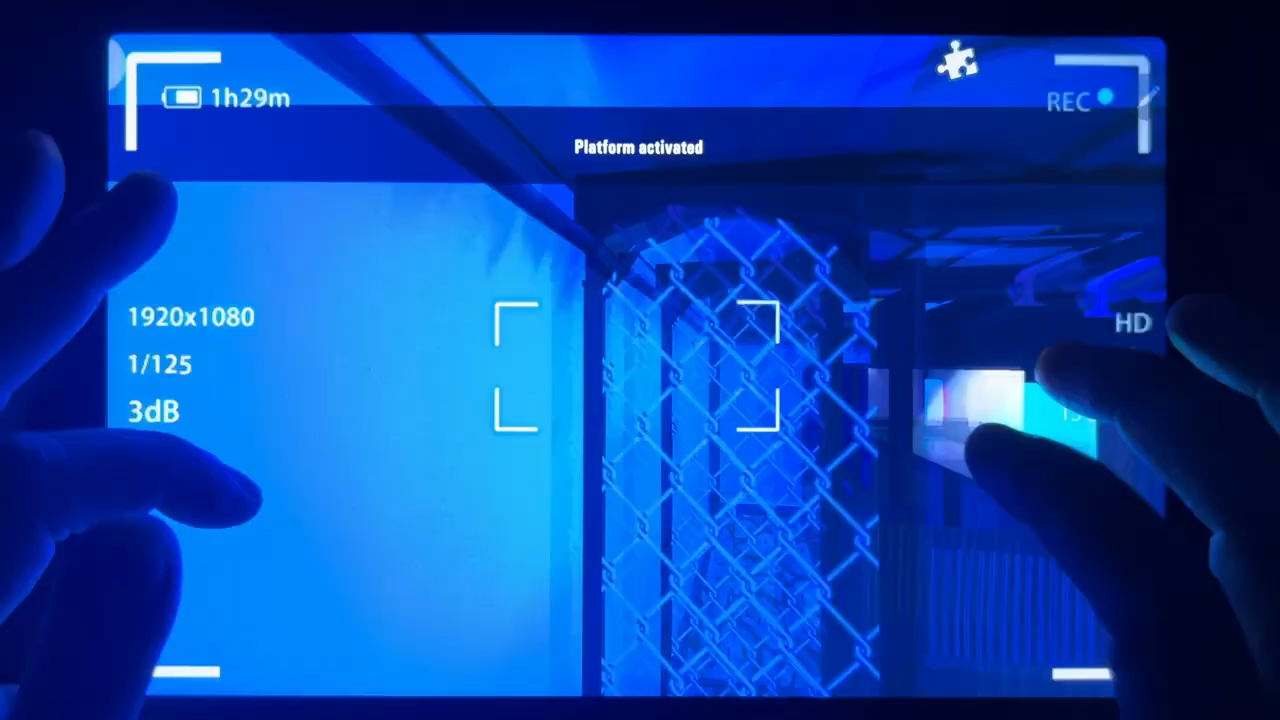 1h29m
REC
Platform activated
1920x1080
HD
1/125
3dB